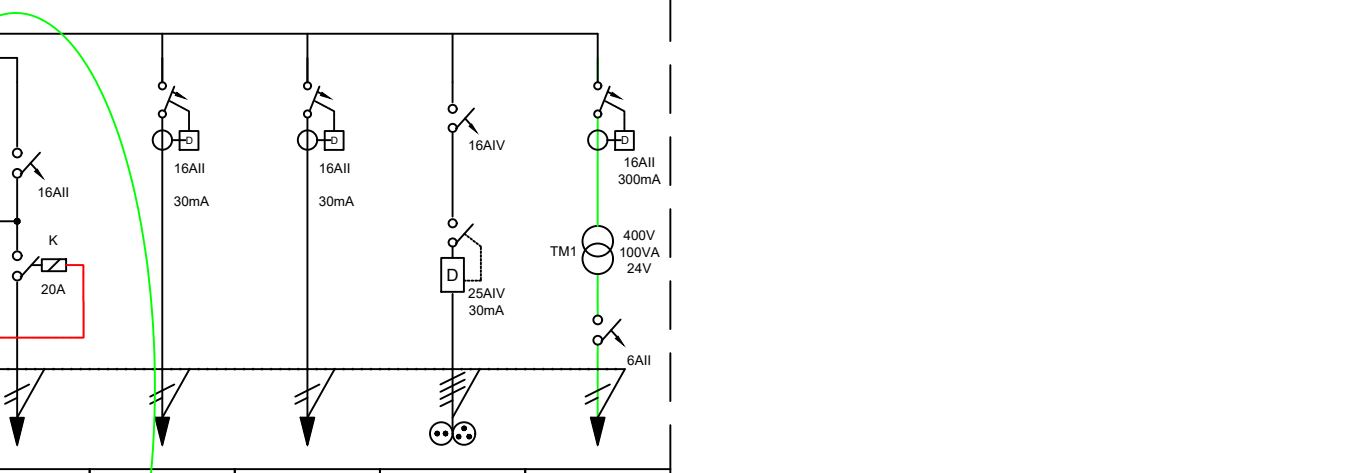 16AII
K
20A
D
16AII
30mA
D
16AII
30mA
16AIV
D
25AIV
30mA
D
16AII
300mA
TM1
400V
100VA
24V
6AII